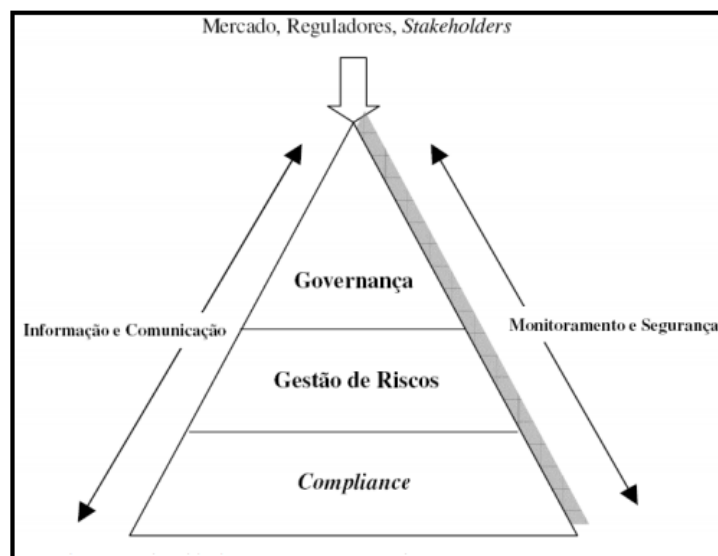 Mercado, Reguladores, Stakeholders
Governança
Informação e Comunicação
Monitoramento e Segurança
Gestão de Riscos
Compliance